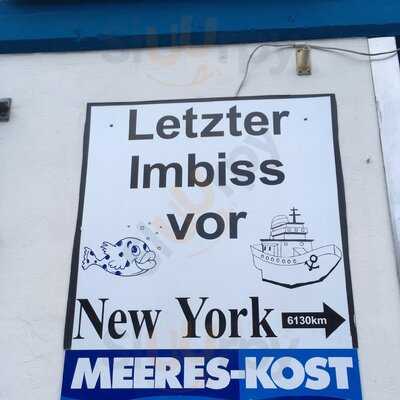 Letzter
Imbiss
vor
New York 6130km
MEERES-KOST